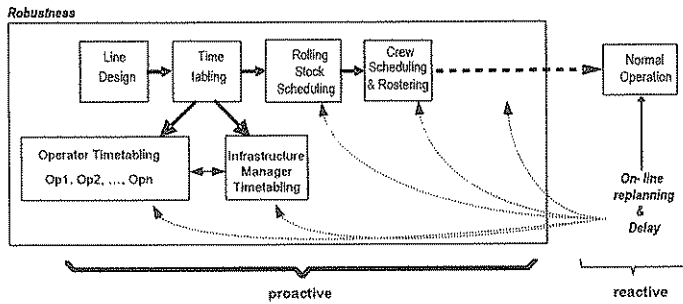 Robustness
Line
Design
Time
tabling
Rolling
Stock
Scheduling
Crew
Scheduling
& Rostering
Normal
Operation
Operator Timetabling
Op1, Op2, ..., Opn
Infrastructure
Manager
Timetabling
On- line
replanning
&
Delay
proactive
reactive